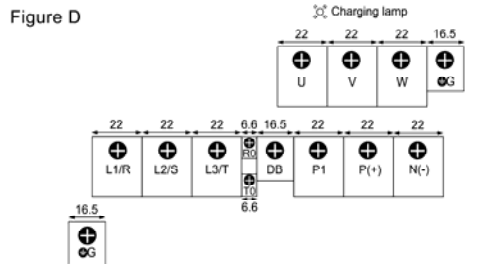 Figure D
Charging lamp
22 22 22 16.5
U V W G
22 22 22 6.6 16.5 22 22 22
R0
L1/R L2/S L3/T DB P1 P(+) N(-)
T0
6.6
16.5
G